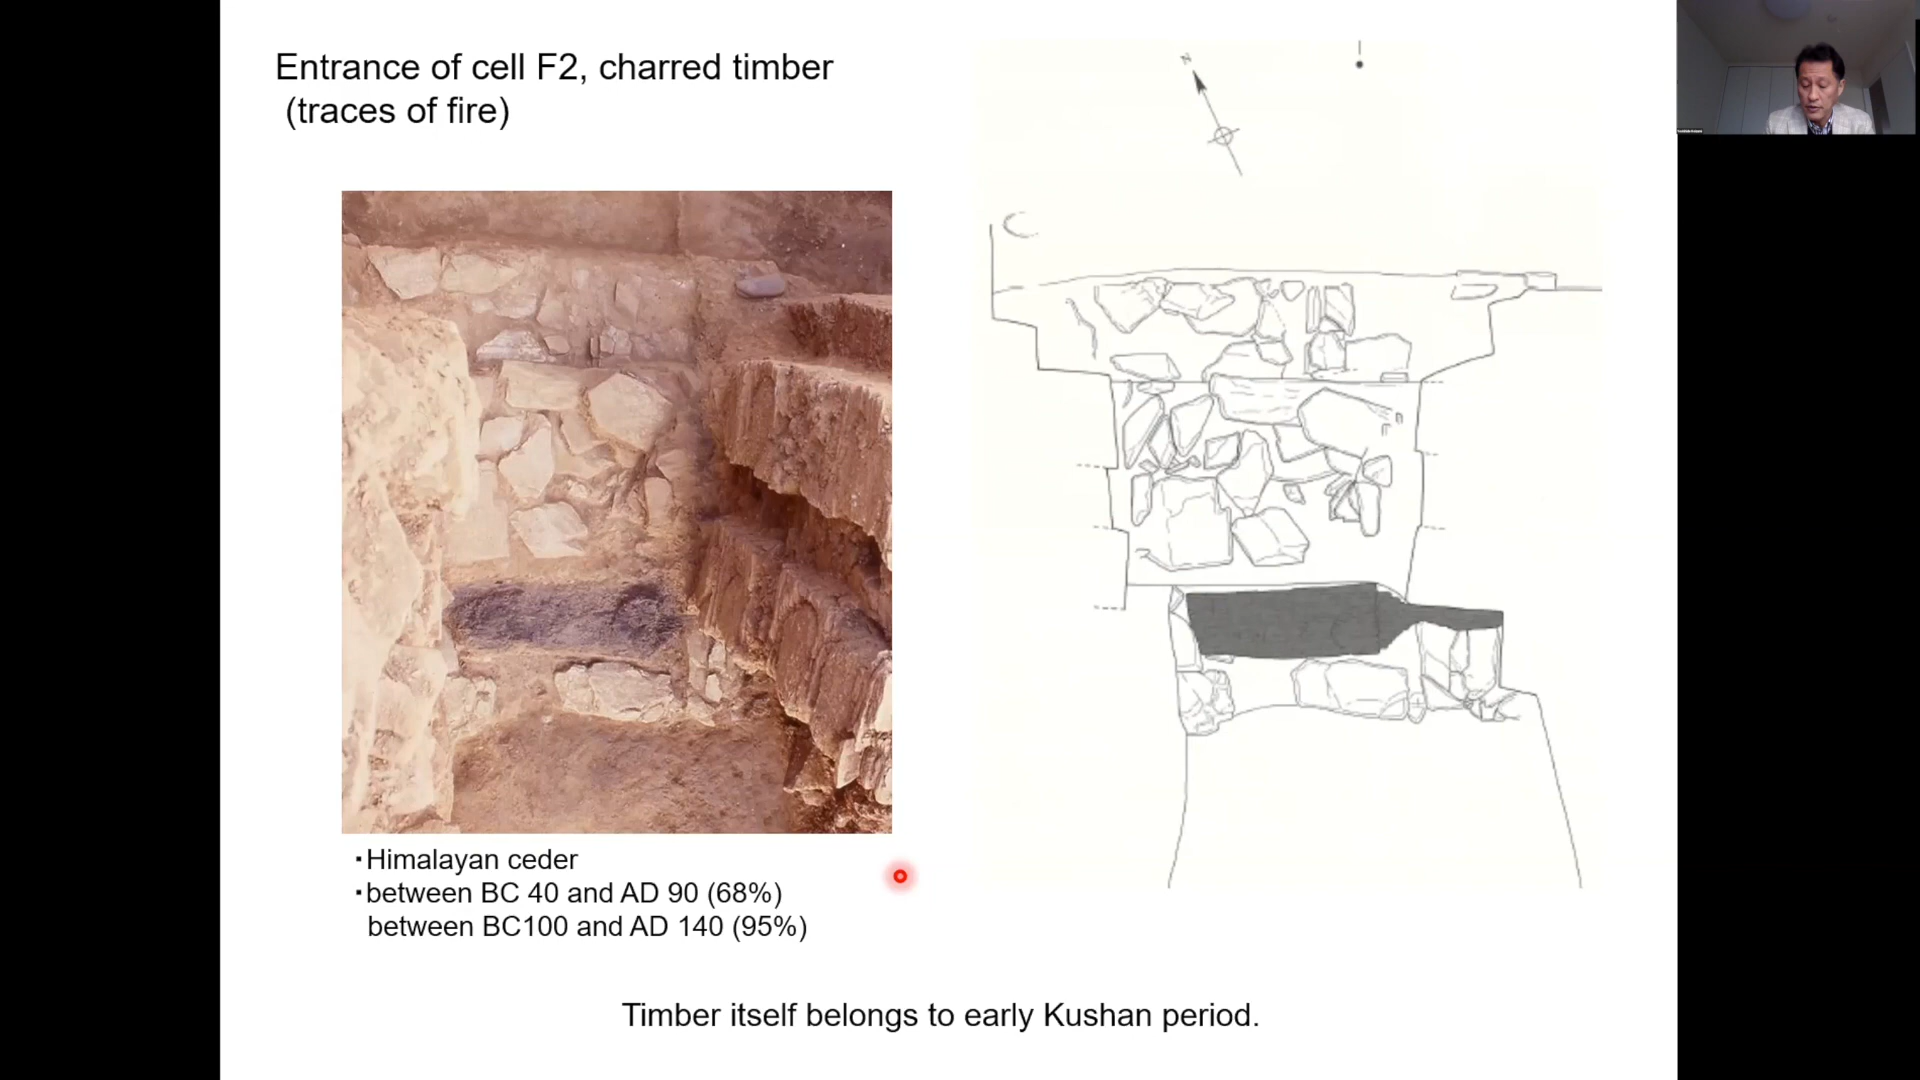 Entrance of cell F2, charred timber
(traces of fire)
N
・Himalayan ceder
・between BC 40 and AD 90 (68%)
between BC100 and AD 140 (95%)
Timber itself belongs to early Kushan period.